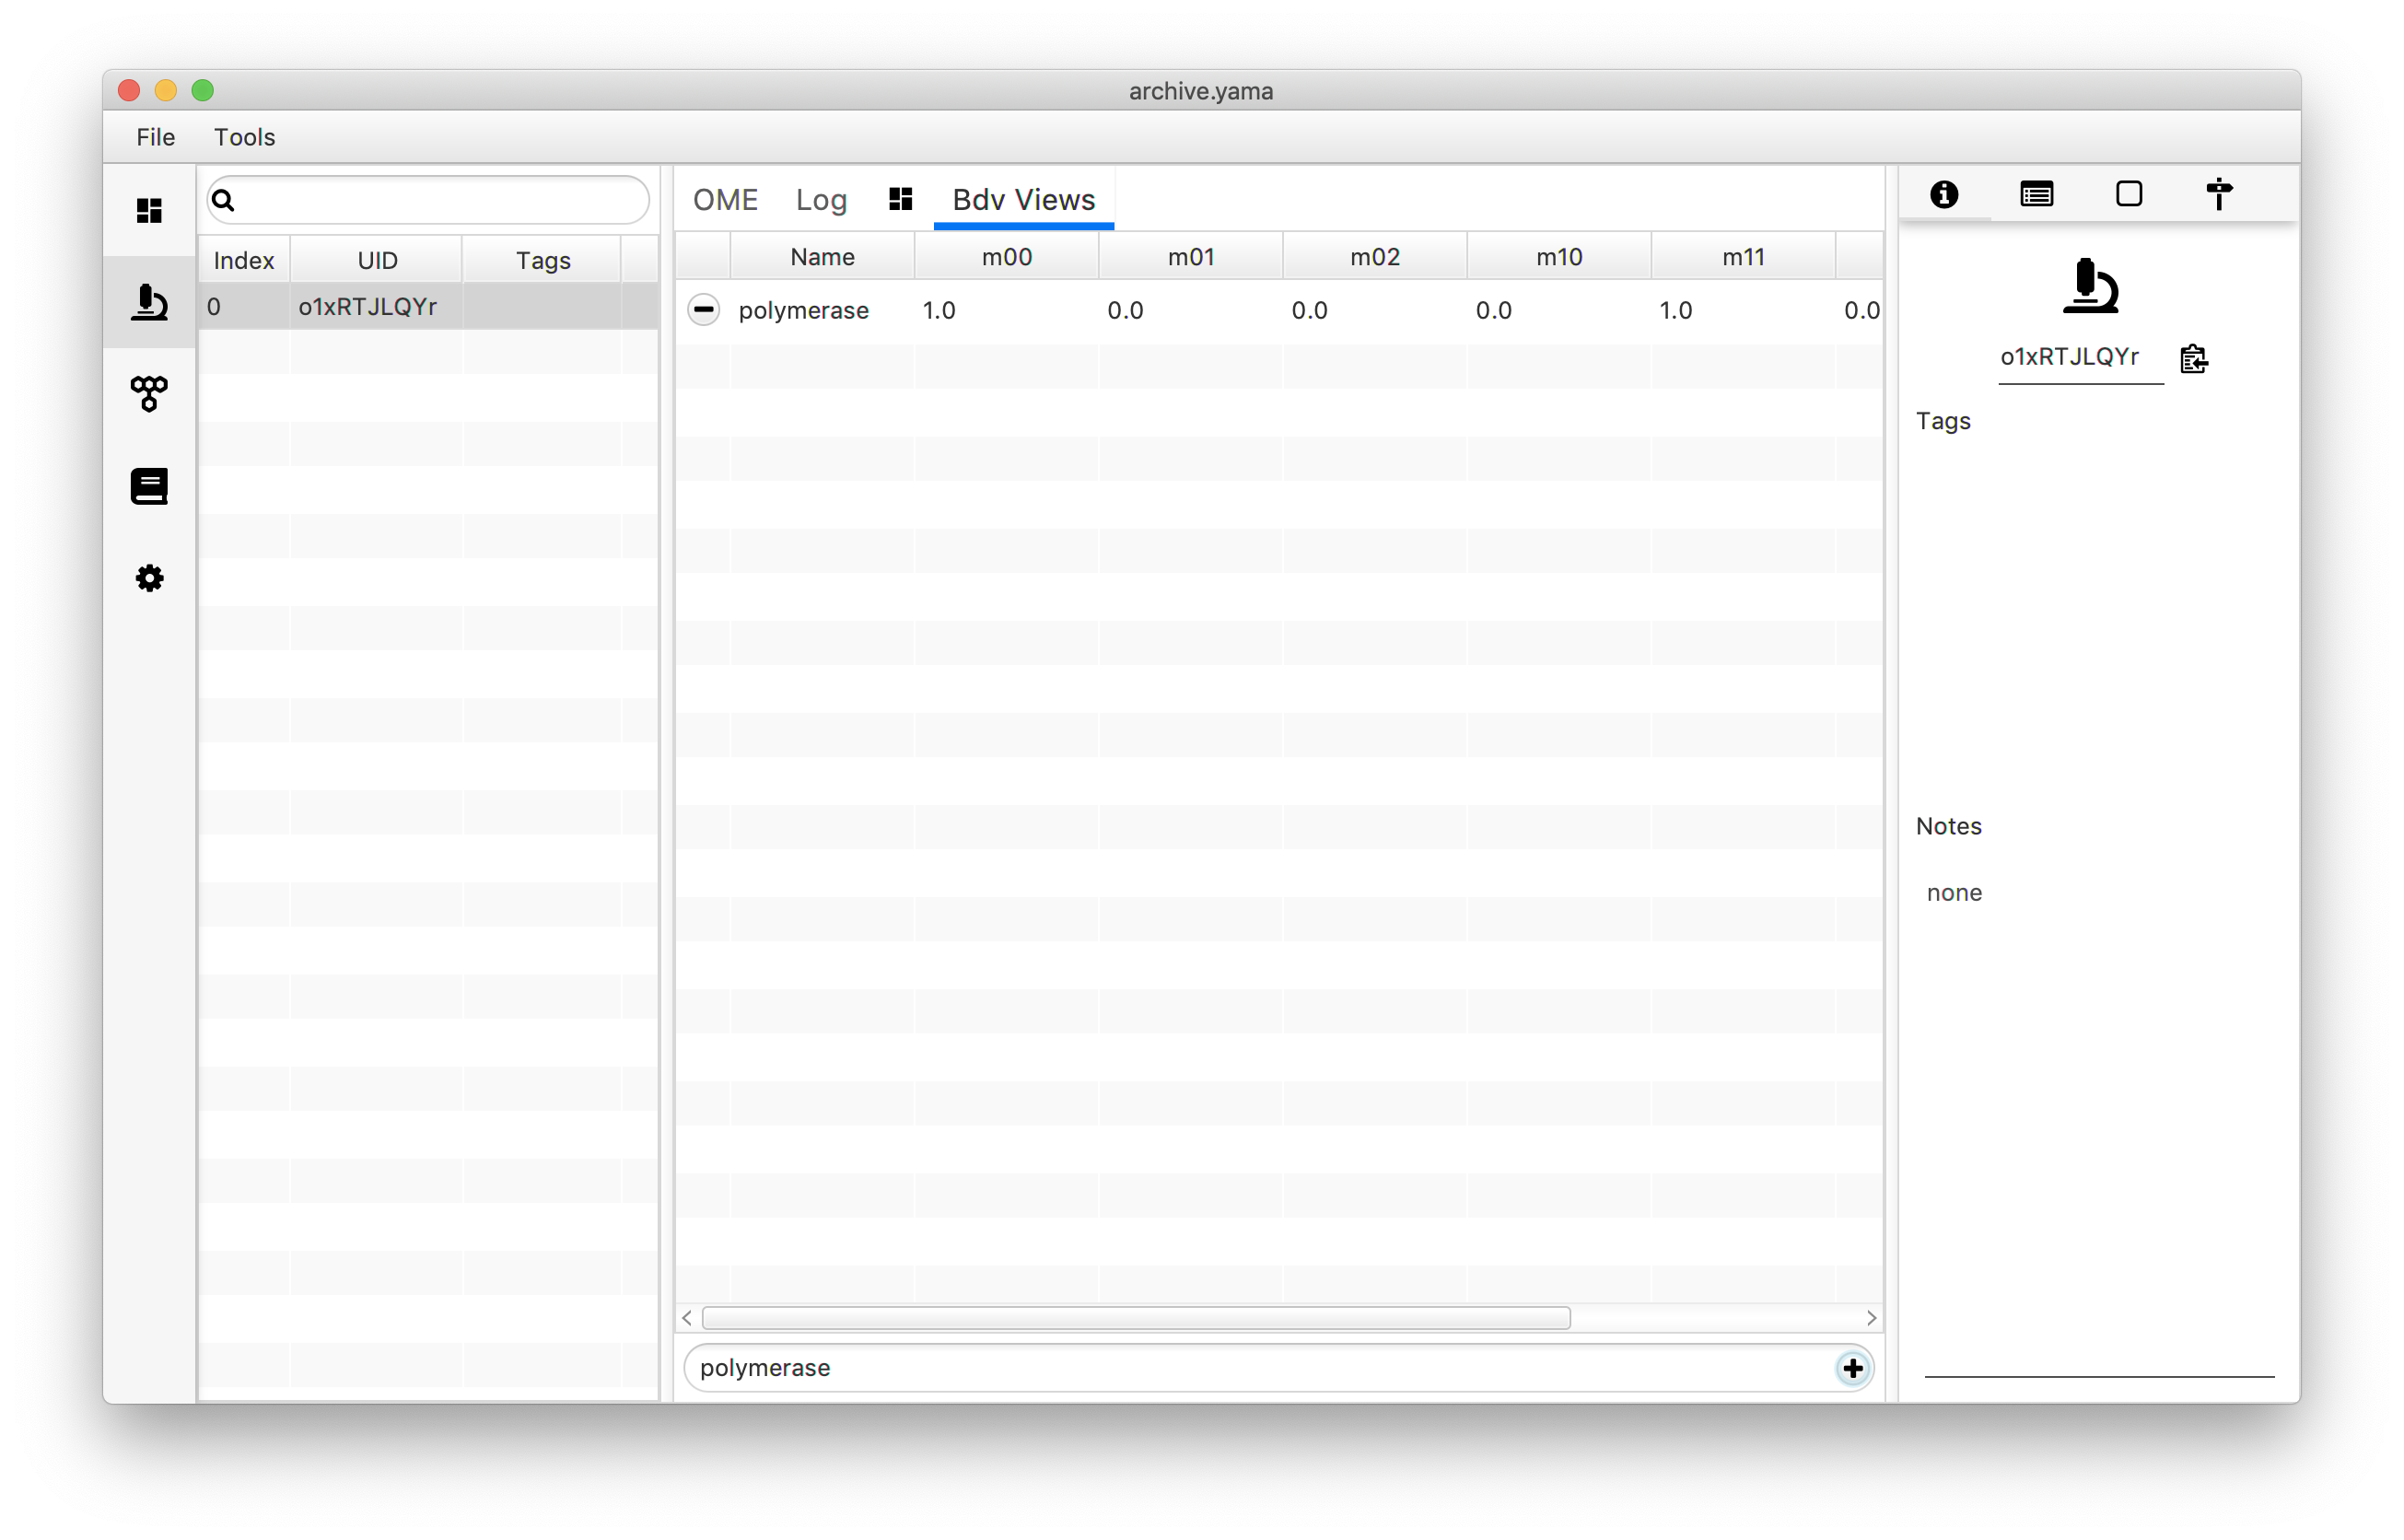 archive.yama
File Tools
OME Log Bdv Views
Index UID Tags
Name m00 m01 m02 m10 m11
0 o1xRTJLQYr
polymerase 1.0 0.0 0.0 0.0 1.0 0.0
o1xRTJLQYr
Tags
Notes
none
polymerase